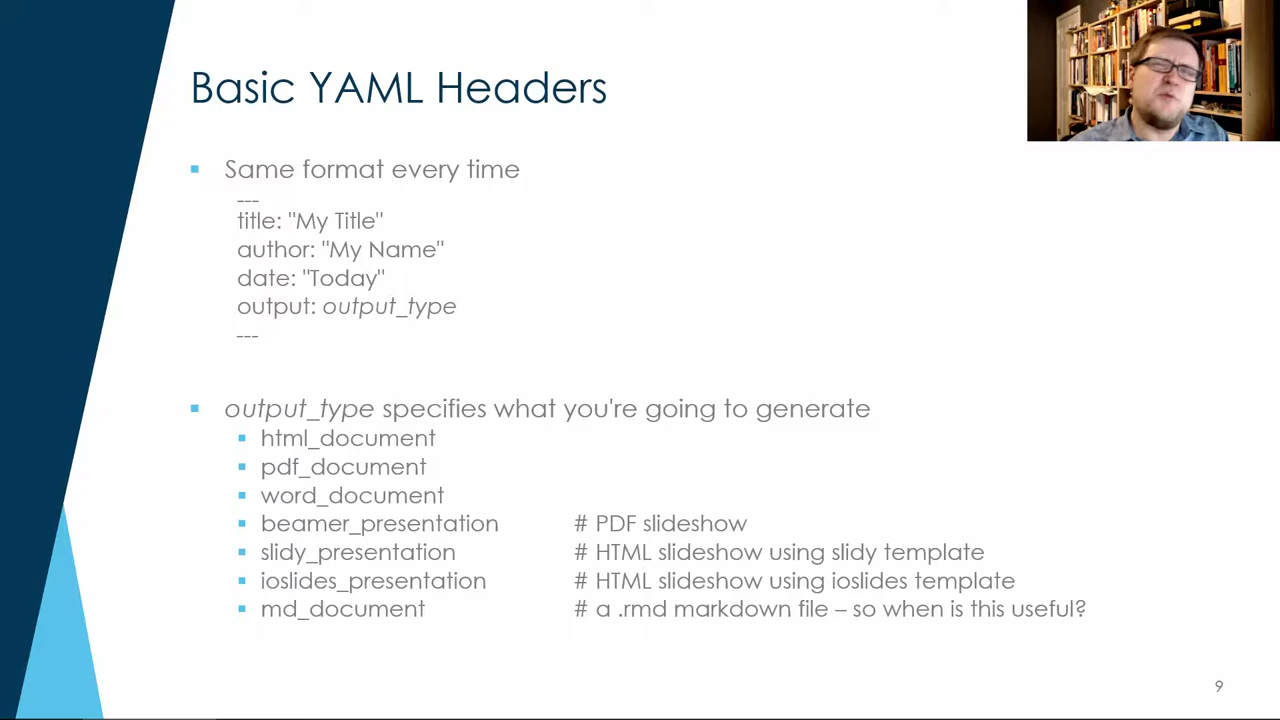 Basic YAML Headers
Same format every time
---
title: "My Title"
author: "My Name"
date: "Today"
output: output_type
---
output_type specifies what you're going to generate
html_document
pdf_document
word_document
beamer_presentation # PDF slideshow
slidy_presentation # HTML slideshow using slidy template
ioslides_presentation # HTML slideshow using ioslides template
md_document # a .rmd markdown file – so when is this useful?
9